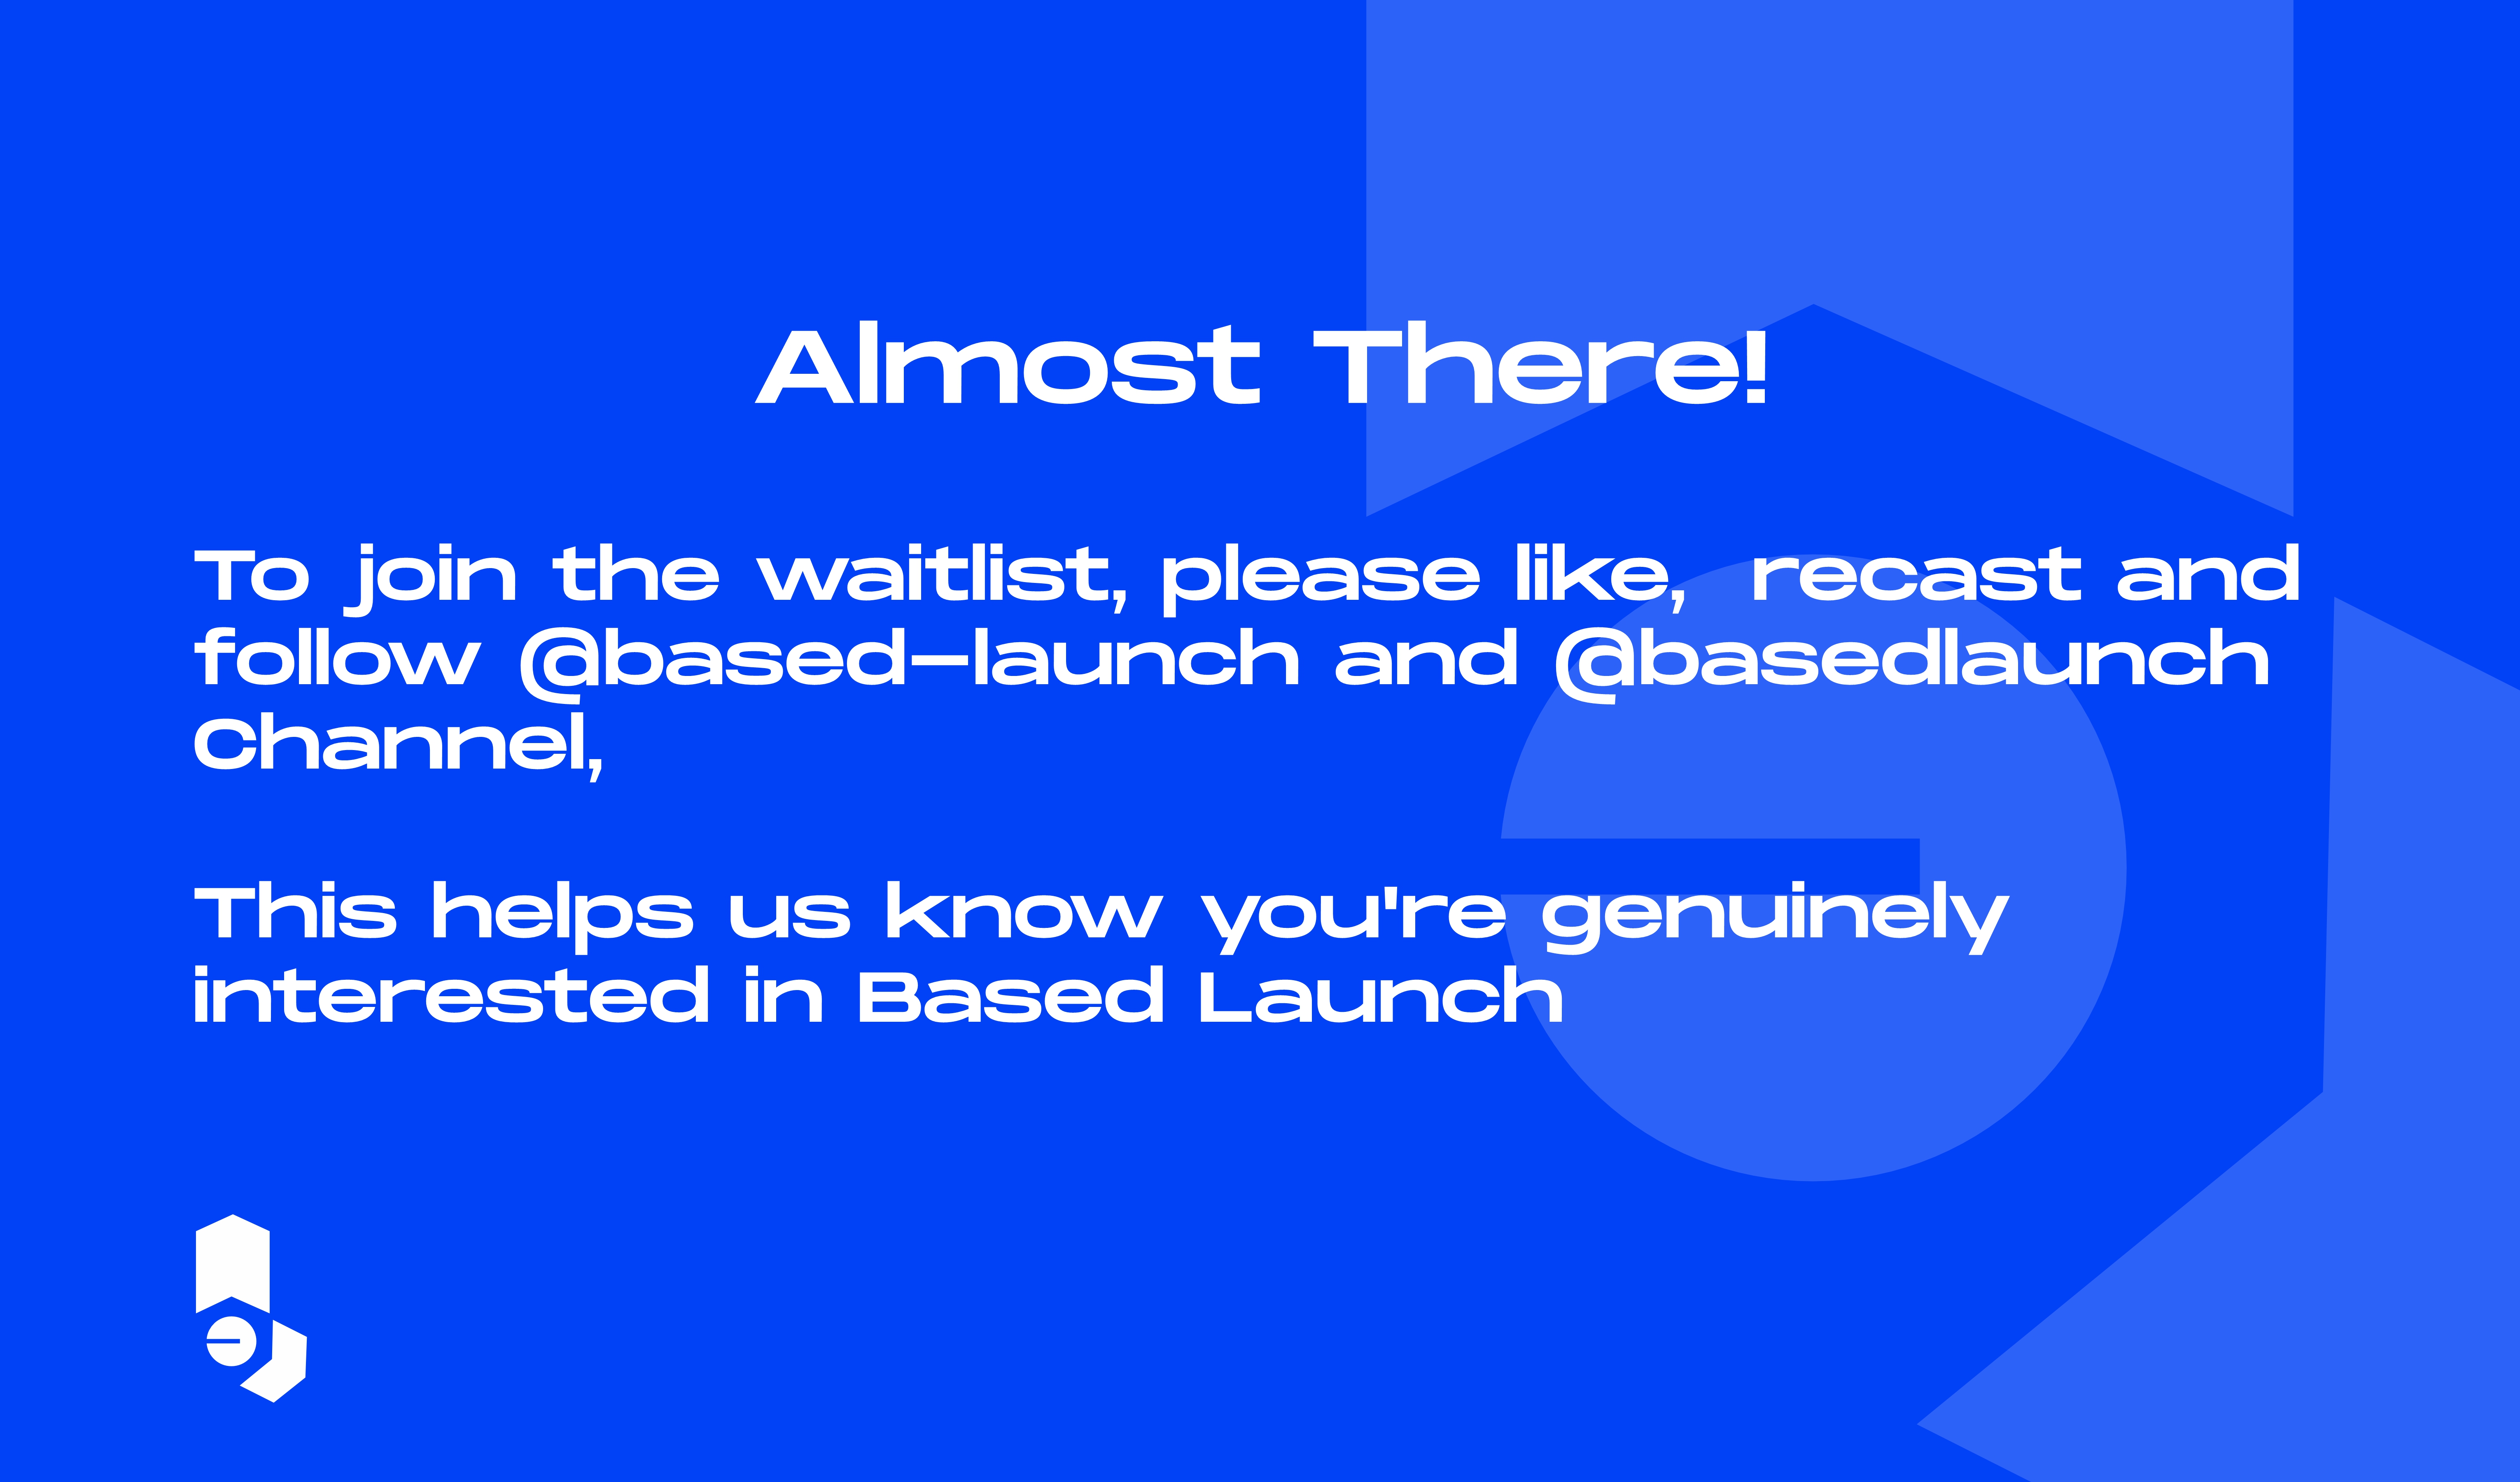 Almost There!
To join the waitlist, please like, recast and
follow @based-launch and @basedlaunch
Channel,
This helps us know you're genuinely
interested in Based Launch